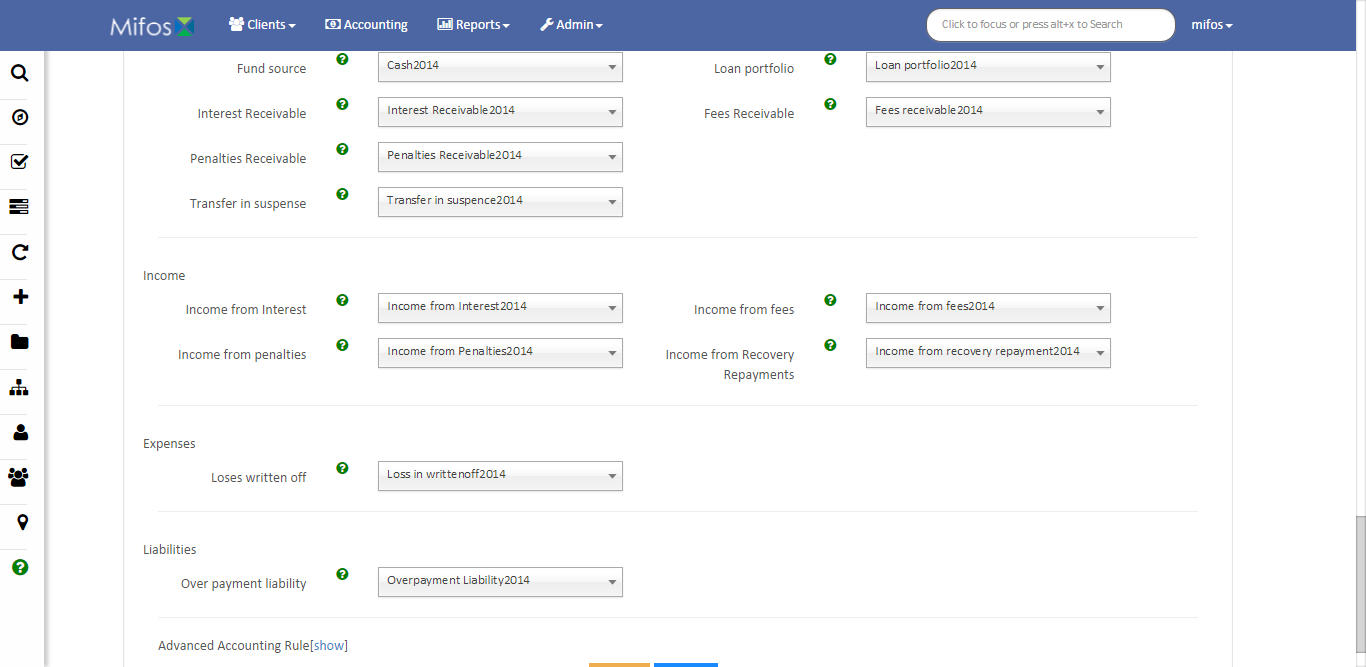 Mifos Clients Accounting Reports Admin Click to focus or press alt+x to Search mifos
Fund source Cash2014 Loan portfolio Loan portfolio2014
Interest Receivable Interest Receivable2014 Fees Receivable Fees receivable2014
Penalties Receivable Penalties Receivable2014
Transfer in suspense Transfer in suspence2014
Income
Income from Interest Income from Interest2014 Income from fees Income from fees2014
Income from penalties Income from Penalties2014 Income from Recovery Income from recovery repayment2014
Repayments
Expenses
Loses written off Loss in writtenoff2014
Liabilities
Over payment liability Overpayment Liability2014
Advanced Accounting Rule[show]